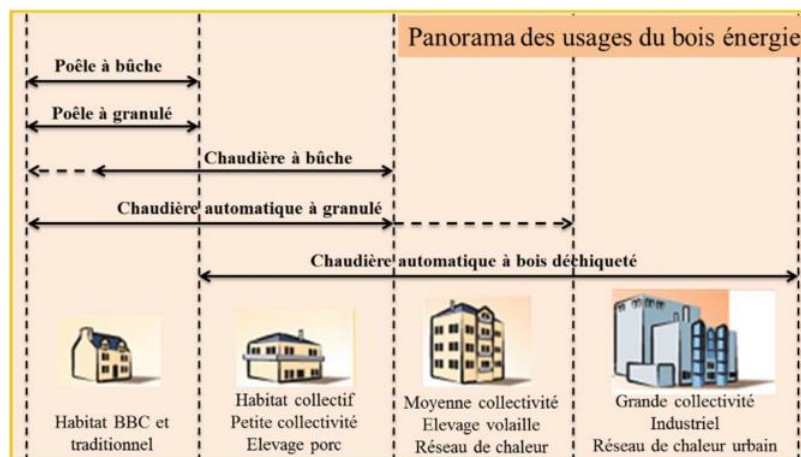 Panorama des usages du bois énergie
Poêle à bûche
Poêle à granulé
Chaudière à bûche
Chaudière automatique à granulé
Chaudière automatique à bois déchiqueté
Habitat BBC et
traditionnel
Habitat collectif
Petite collectivité
Elevage porc
Moyenne collectivité
Elevage volaille
Réseau de chaleur
Grande collectivité
Industriel
Réseau de chaleur urbain